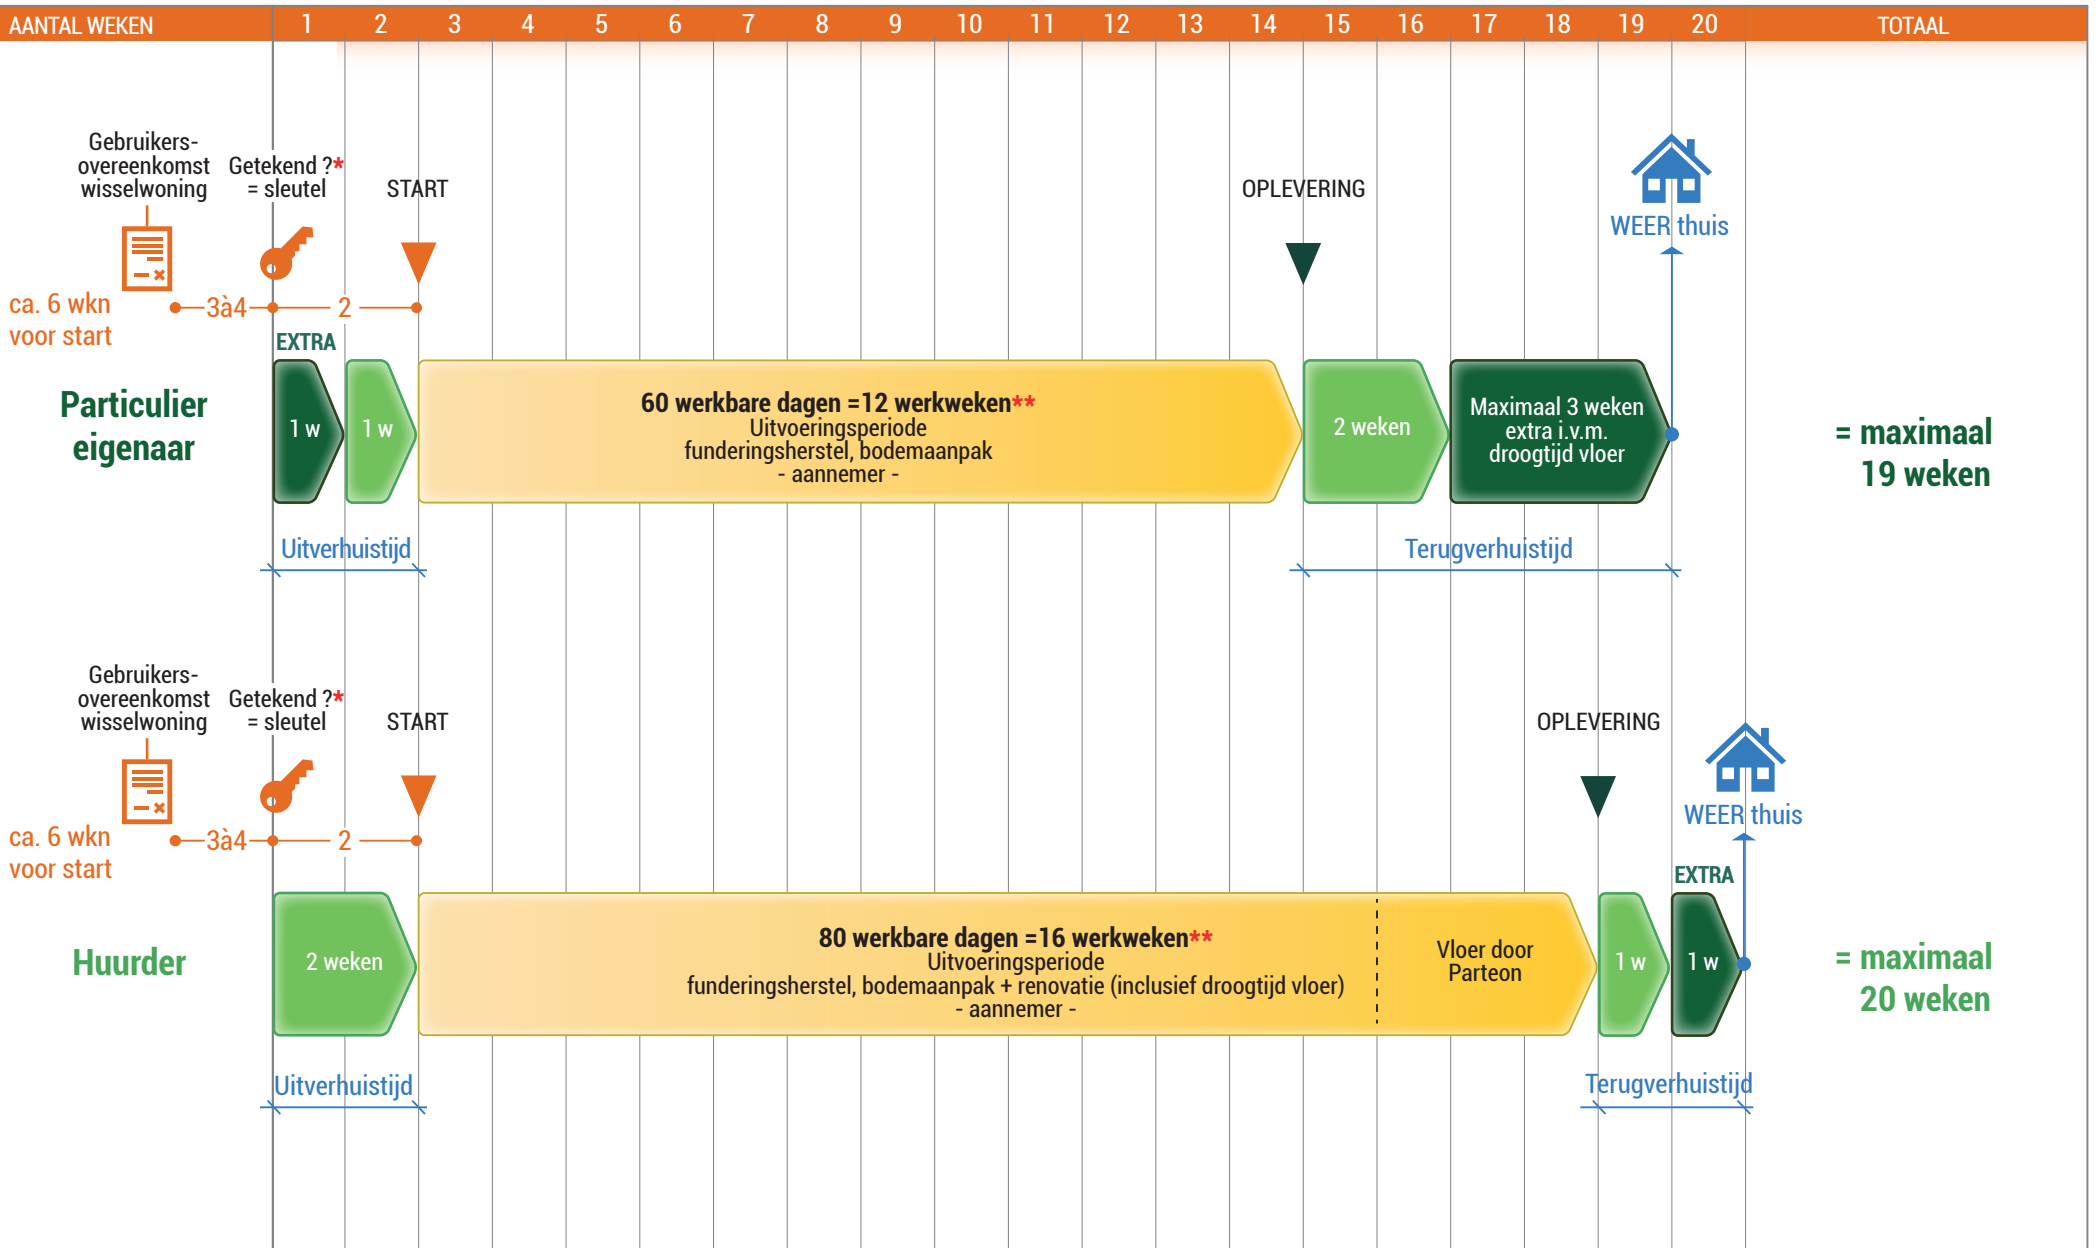 AANTAL WEKEN 1 2 3 4 5 6 7 8 9 10 11 12 13 14 15 16 17 18 19 20 TOTAAL
Gebruikers-
overeenkomst
wisselwoning
Getekend ?*
= sleutel
START
OPLEVERING
WEER thuis
ca. 6 wkn
voor start
3à4
2
EXTRA
Particulier
eigenaar
1 w
1 w
60 werkbare dagen =12 werkweken**
Uitvoeringsperiode
funderingsherstel, bodemaanpak
- aannemer -
2 weken
Maximaal 3 weken
extra i.v.m.
droogtijd vloer
= maximaal
19 weken
Uitverhuistijd
Terugverhuistijd
Gebruikers-
overeenkomst
wisselwoning
Getekend ?*
= sleutel
START
OPLEVERING
WEER thuis
ca. 6 wkn
voor start
3à4
2
EXTRA
Huurder
2 weken
80 werkbare dagen =16 werkweken**
Uitvoeringsperiode
funderingsherstel, bodemaanpak + renovatie (inclusief droogtijd vloer)
- aannemer -
Vloer door
Parteon
1 w
1 w
= maximaal
20 weken
Uitverhuistijd
Terugverhuistijd